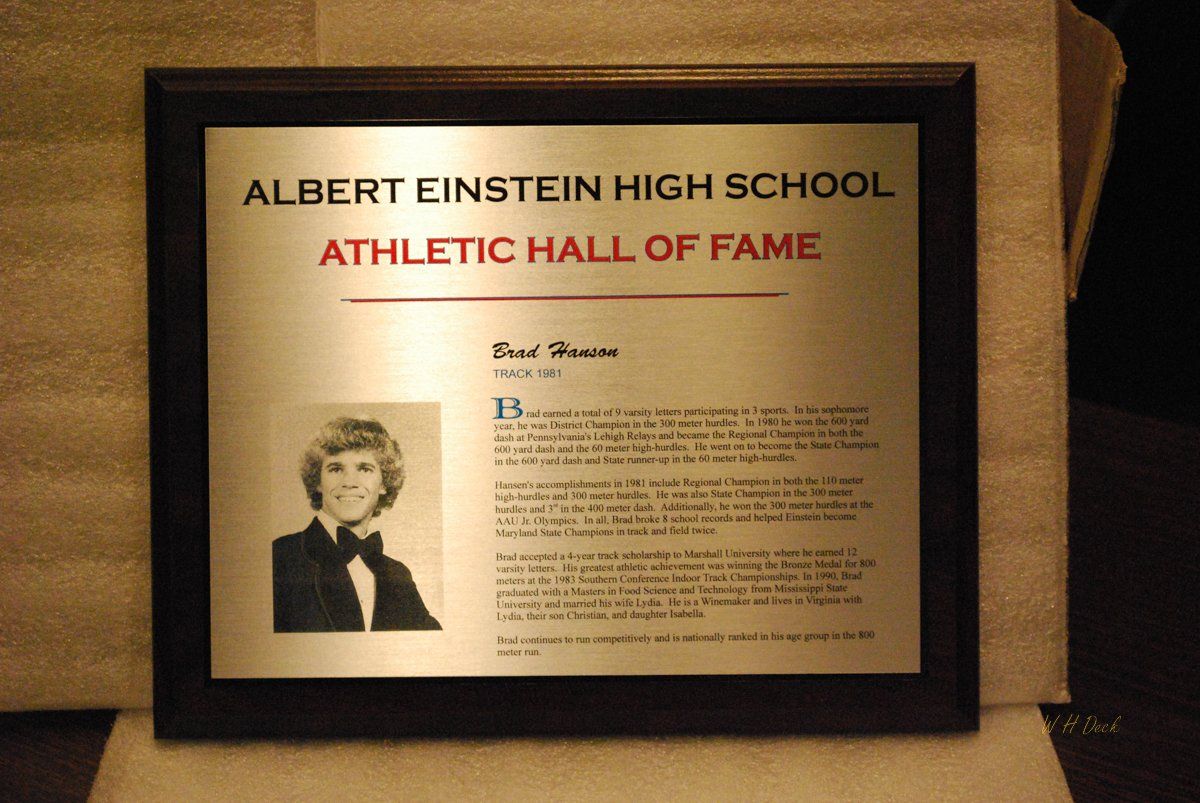 ALBERT EINSTEIN HIGH SCHOOL
ATHLETIC HALL OF FAME
Brad Hanson
TRACK 1981
Brad earned a total of 9 varsity letters participating in 3 sports. In his sophomore
year, he was District Champion in the 300 meter hurdles. In 1980 he won the 600 yard
dash at Pennsylvania's Lehigh Relays and became the Regional Champion in both the
600 yard dash and the 60 meter high-hurdles. He went on to become the State Champion
in the 600 yard dash and State runner-up in the 60 meter high-hurdles.
Hansen's accomplishments in 1981 include Regional Champion in both the 110 meter
high-hurdles and 300 meter hurdles. He was also State Champion in the 300 meter
hurdles and 3rd in the 400 meter dash. Additionally, he won the 300 meter hurdles at the
AAU Jr. Olympics. In all, Brad broke 8 school records and helped Einstein become
Maryland State Champions in track and field twice.
Brad accepted a 4-year track scholarship to Marshall University where he earned 12
varsity letters. His greatest athletic achievement was winning the Bronze Medal for 800
meters at the 1983 Southern Conference Indoor Track Championships. In 1990, Brad
graduated with a Masters in Food Science and Technology from Mississippi State
University and married his wife Lydia. He is a Winemaker and lives in Virginia with
Lydia, their son Christian, and daughter Isabella.
Brad continues to run competitively and is nationally ranked in his age group in the 800
meter run.
W H Deck